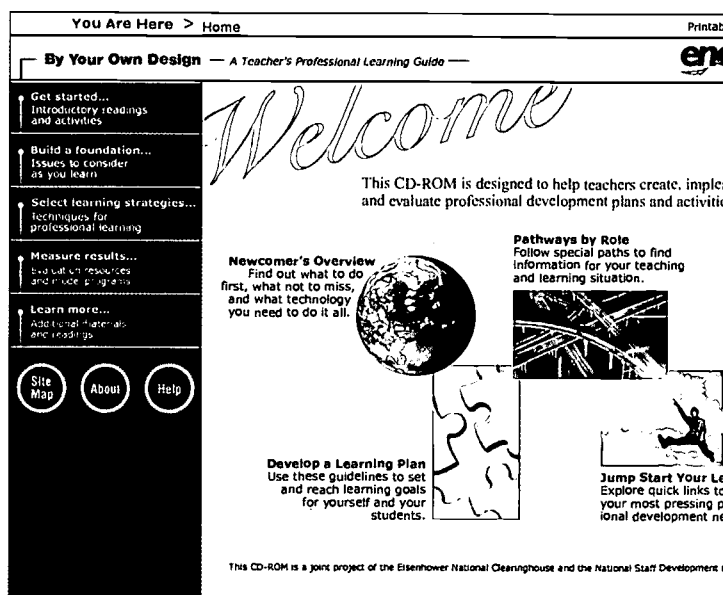 You Are Here > Home
By Your Own Design — A Teacher's Professional Learning Guide —
Get started...
Introductory readings
and activities
Build a foundation...
Issues to consider
as you learn
Select learning strategies...
Techniques for
professional learning
Measure results...
Evaluation resources
and model programs
Learn more...
Additional materials
and readings
Site
Map
About
Help
Welcome
This CD-ROM is designed to help teachers create,
and evaluate professional development plans and
Newcomer's Overview
Find out what to do
first, what not to miss,
and what technology
you need to do it all.
Pathways by Role
Follow special paths to find
information for your teaching
and learning situation.
Develop a Learning Plan
Use these guidelines to set
and reach learning goals
for yourself and your
students.
Jump Start Your
Explore quick links to
your most pressing
ional development
This CD-ROM is a joint project of the Eisenhower National Clearinghouse and the National Staff Development